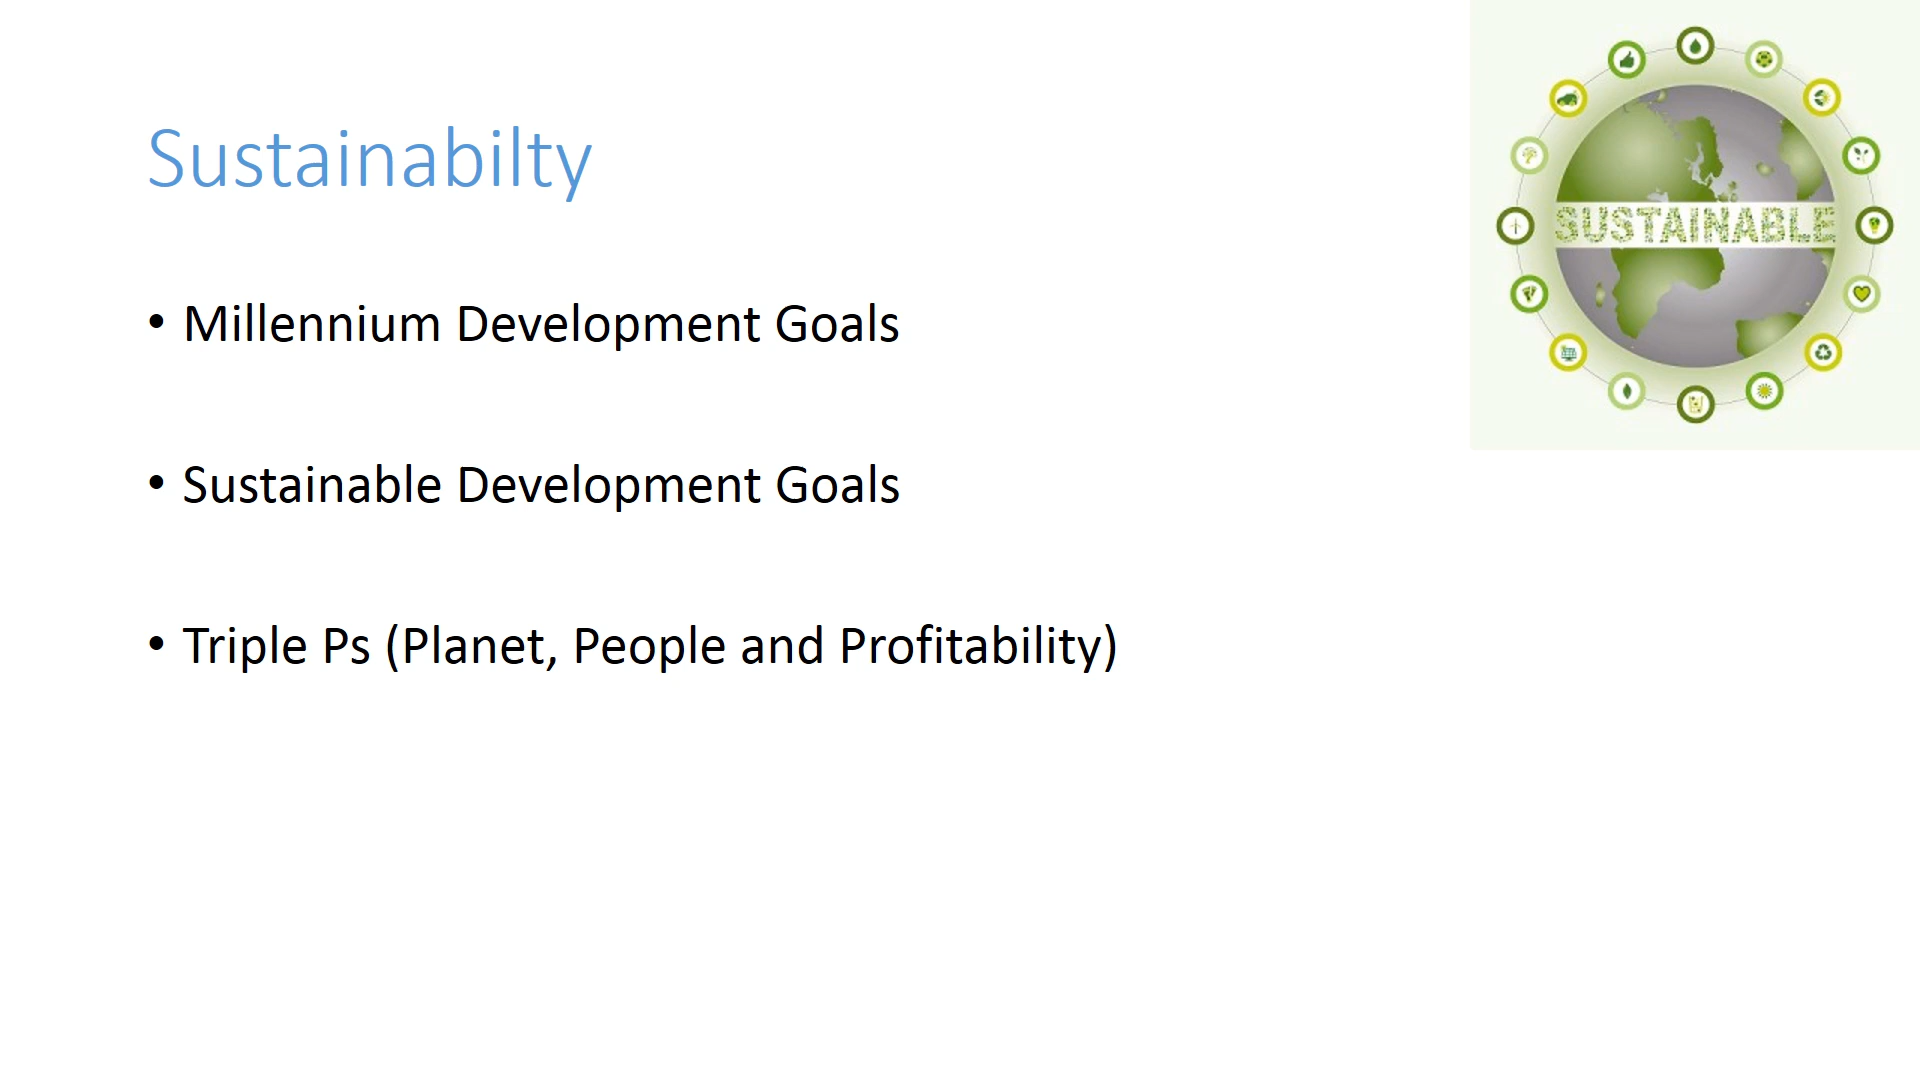 Sustainabilty
SUSTAINABLE
• Millennium Development Goals
• Sustainable Development Goals
• Triple Ps (Planet, People and Profitability)